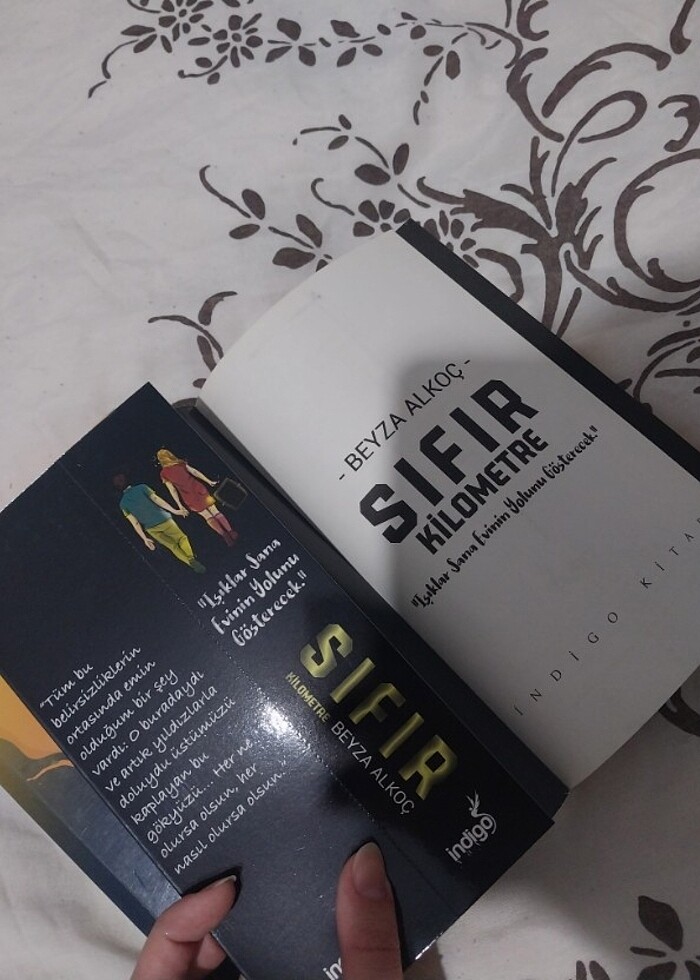 "Işıklar Sana
Evinin Yolunu
Gösterecek."
SIFIR
KİLOMETRE
BEYZA ALKOÇ
indigo
"Tüm bu
belirsizliklerin
ortasında emin
olduğum bir şey
vardı: O buradaydı
ve artık yıldızlarla
doluydu üstümüzü
kaplayan bu
gökyüzü... Her ne
olursa olsun, her
nasıl olursa olsun."
- BEYZA ALKOÇ -
SIFIR
KİLOMETRE
"Işıklar Sana Evinin Yolunu Gösterecek."
İNDİGO KİTA